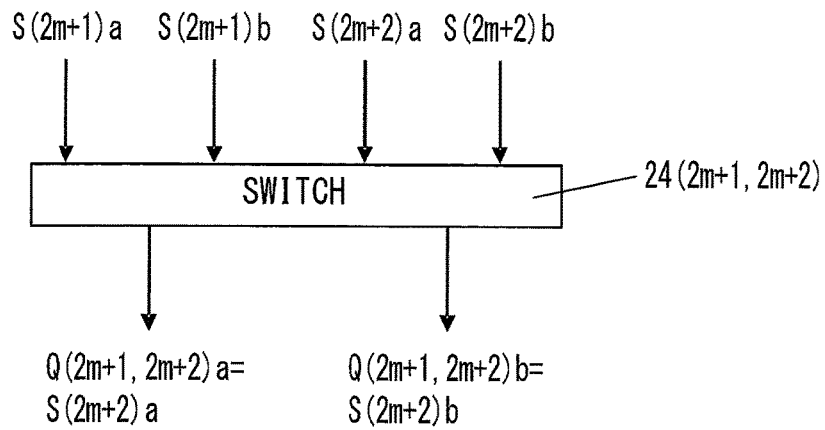 S(2m+1)a S(2m+1)b S(2m+2)a S(2m+2)b
SWITCH
24(2m+1, 2m+2)
Q(2m+1, 2m+2)a= Q(2m+1, 2m+2)b=
S(2m+2)a S(2m+2)b